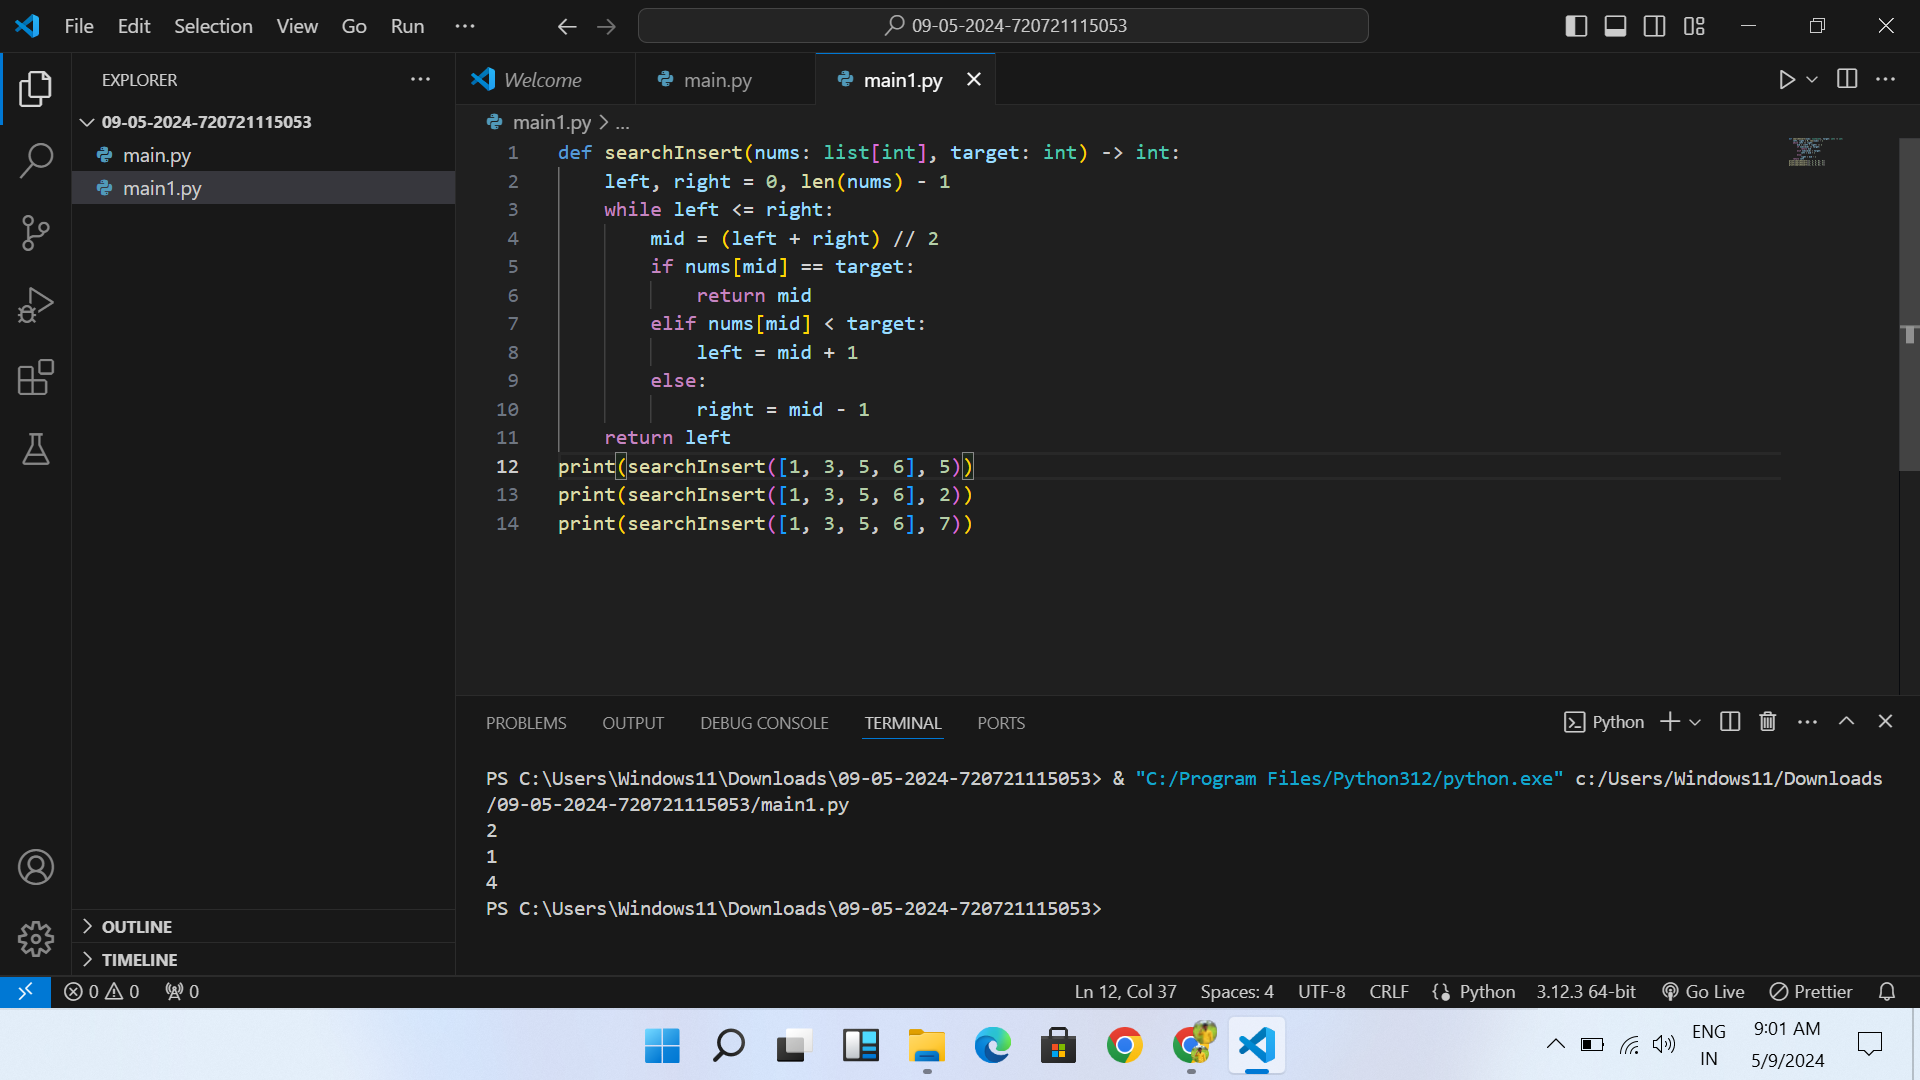 File Edit Selection View Go Run ...
09-05-2024-720721115053
EXPLORER
09-05-2024-720721115053
main.py
main1.py
OUTLINE
TIMELINE
Welcome main.py main1.py
main1.py > ...
1 def searchInsert(nums: list[int], target: int) -> int:
2     left, right = 0, len(nums) - 1
3     while left <= right:
4         mid = (left + right) // 2
5         if nums[mid] == target:
6             return mid
7         elif nums[mid] < target:
8             left = mid + 1
9         else:
10             right = mid - 1
11     return left
12 print(searchInsert([1, 3, 5, 6], 5))
13 print(searchInsert([1, 3, 5, 6], 2))
14 print(searchInsert([1, 3, 5, 6], 7))
PROBLEMS OUTPUT DEBUG CONSOLE TERMINAL PORTS
Python
PS C:\Users\Windows11\Downloads\09-05-2024-720721115053> & "C:/Program Files/Python312/python.exe" c:/Users/Windows11/Downloads
/09-05-2024-720721115053/main1.py
2
1
4
PS C:\Users\Windows11\Downloads\09-05-2024-720721115053>
0 0 0 Ln 12, Col 37 Spaces: 4 UTF-8 CRLF Python 3.12.3 64-bit Go Live Prettier
ENG 9:01 AM
IN 5/9/2024